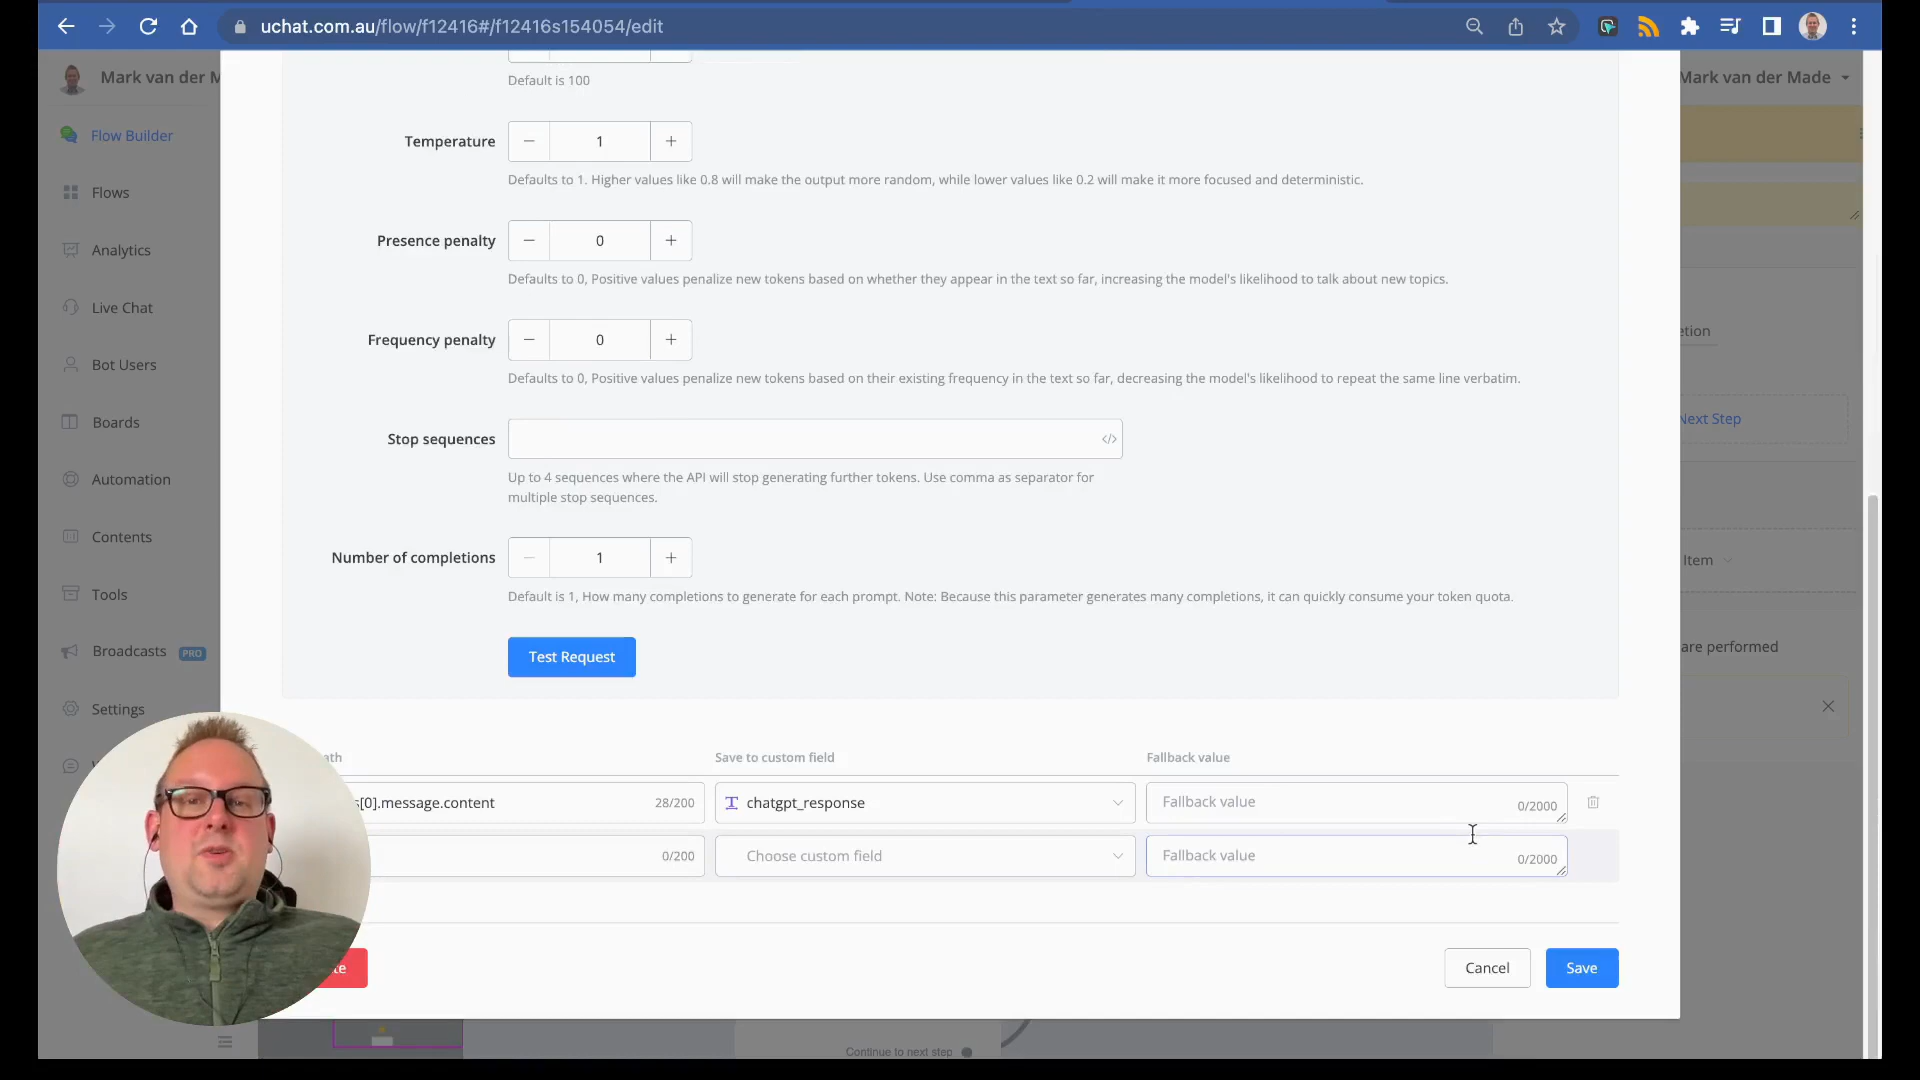 uchat.com.au/flow/f12416#/f12416s154054/edit
Mark van der M
Mark van der Made
Flow Builder
Flows
Analytics
Live Chat
Bot Users
Boards
Automation
Contents
Tools
Broadcasts PRO
Settings
Default is 100
Temperature
1
Defaults to 1. Higher values like 0.8 will make the output more random, while lower values like 0.2 will make it more focused and deterministic.
Presence penalty
0
Defaults to 0, Positive values penalize new tokens based on whether they appear in the text so far, increasing the model's likelihood to talk about new topics.
Frequency penalty
0
Defaults to 0, Positive values penalize new tokens based on their existing frequency in the text so far, decreasing the model's likelihood to repeat the same line verbatim.
Stop sequences
</>
Up to 4 sequences where the API will stop generating further tokens. Use comma as separator for
multiple stop sequences.
Number of completions
1
Default is 1, How many completions to generate for each prompt. Note: Because this parameter generates many completions, it can quickly consume your token quota.
Test Request
etion
Next Step
Item
are performed
ath
Save to custom field
Fallback value
s[0].message.content
28/200
chatgpt_response
Fallback value
0/2000
0/200
Choose custom field
Fallback value
0/2000
te
Cancel
Save
Continue to next step